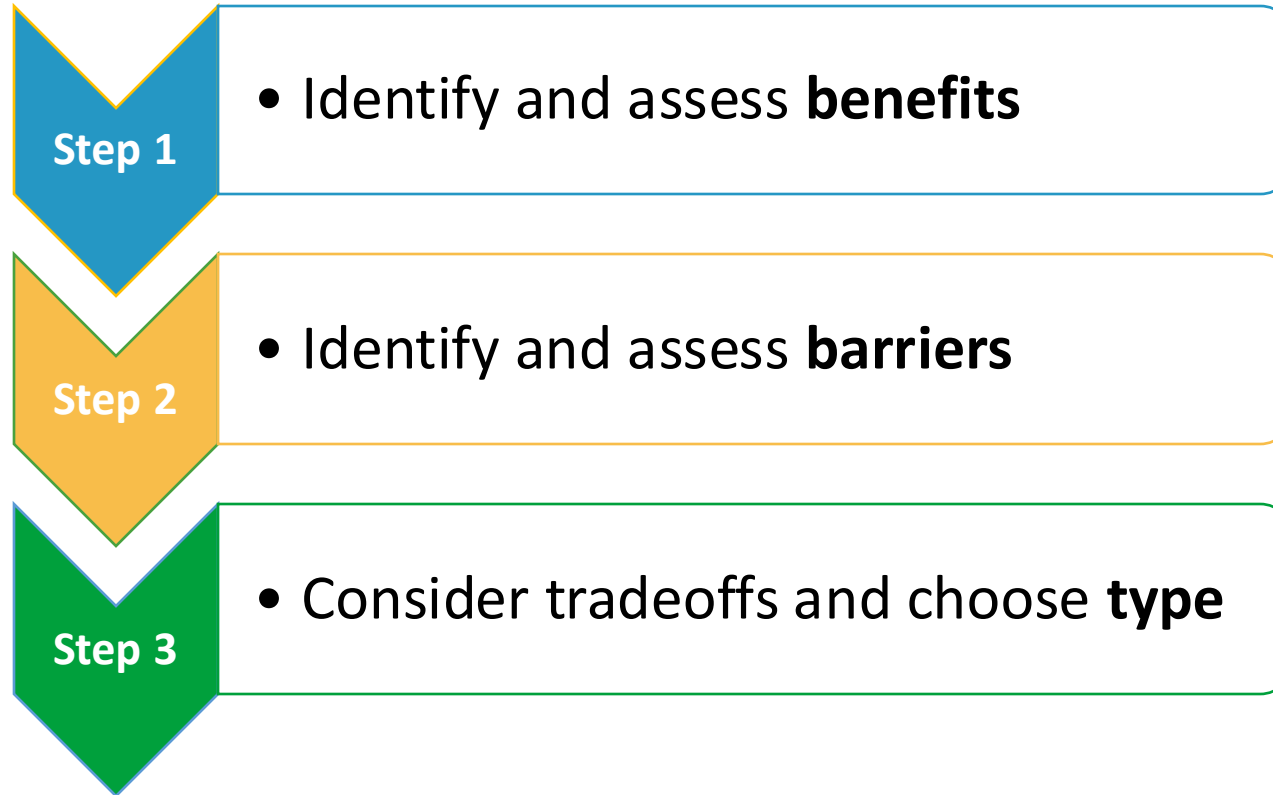 Step 1
• Identify and assess benefits
Step 2
• Identify and assess barriers
Step 3
• Consider tradeoffs and choose type